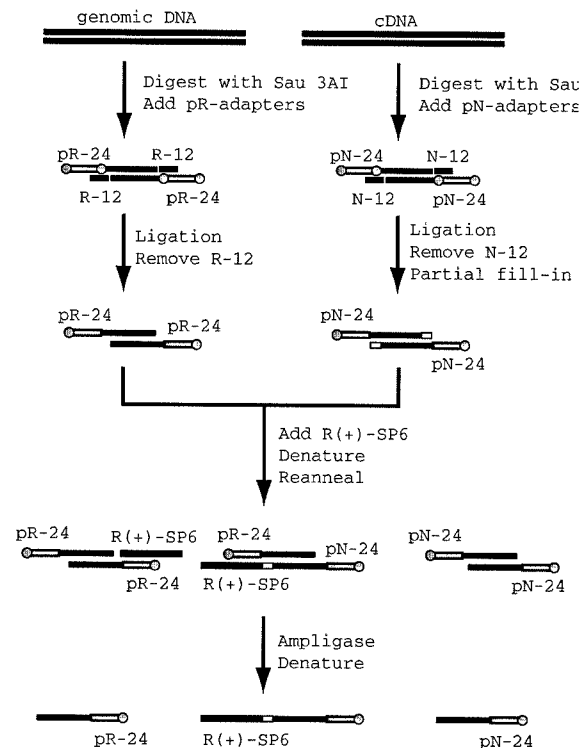 genomic DNA
cDNA
Digest with Sau 3AI
Add pR-adapters
Digest with Sau
Add pN-adapters
pR-24
R-12
R-12
pR-24
pN-24
N-12
N-12
pN-24
Ligation
Remove R-12
Ligation
Remove N-12
Partial fill-in
pR-24
pR-24
pN-24
pN-24
Add R(+)-SP6
Denature
Reanneal
pR-24
R(+)-SP6
pR-24
pR-24
pN-24
R(+)-SP6
pN-24
pN-24
Ampligase
Denature
pR-24
R(+)-SP6
pN-24